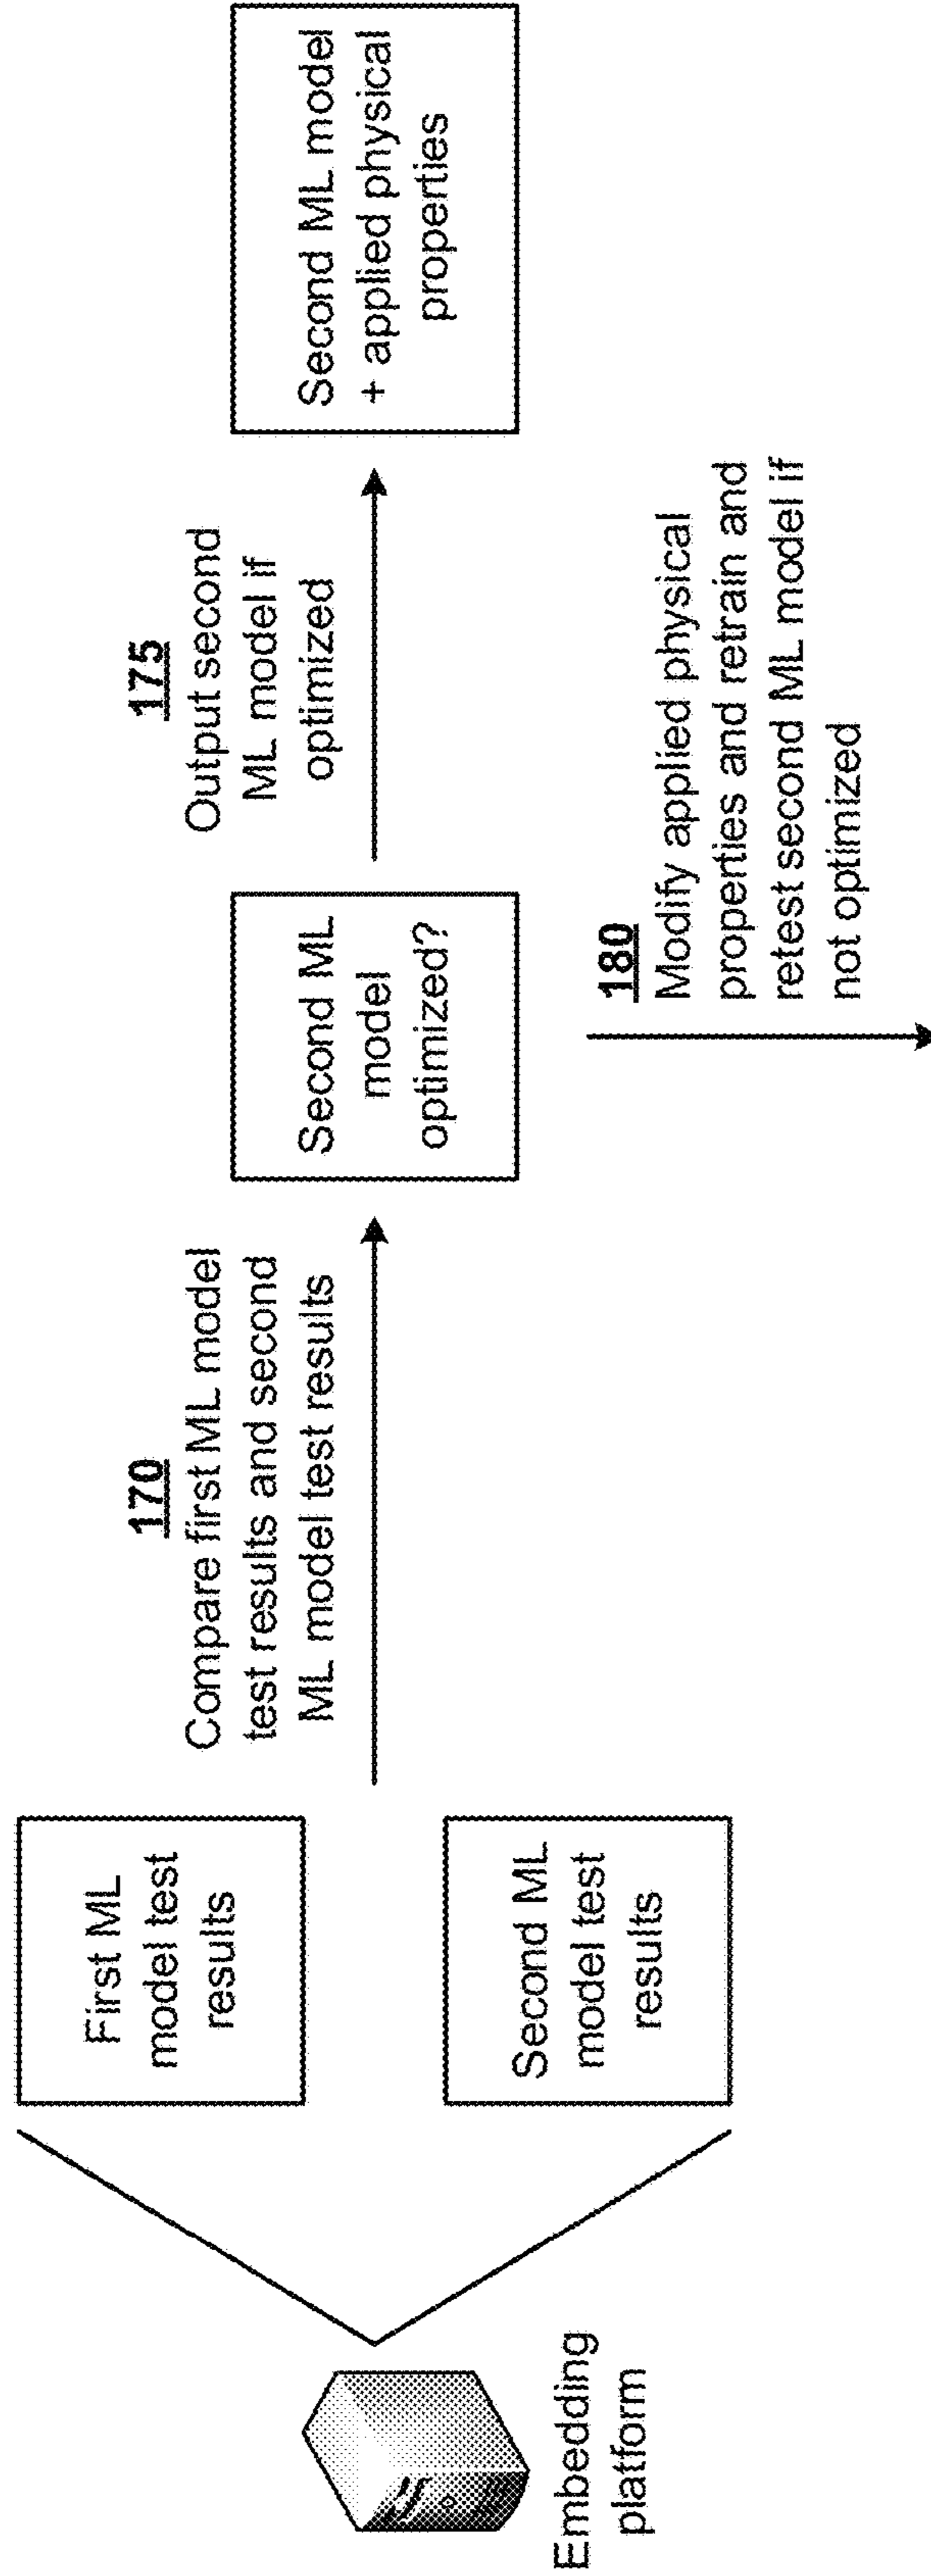 Embedding
platform
First ML
model test
results
Second ML
model test
results
170
Compare first ML model
test results and second
ML model test results
Second ML
model
optimized?
175
Output second
ML model if
optimized
180
Modify applied physical
properties and retrain and
retest second ML model if
not optimized
Second ML model
+ applied physical
properties